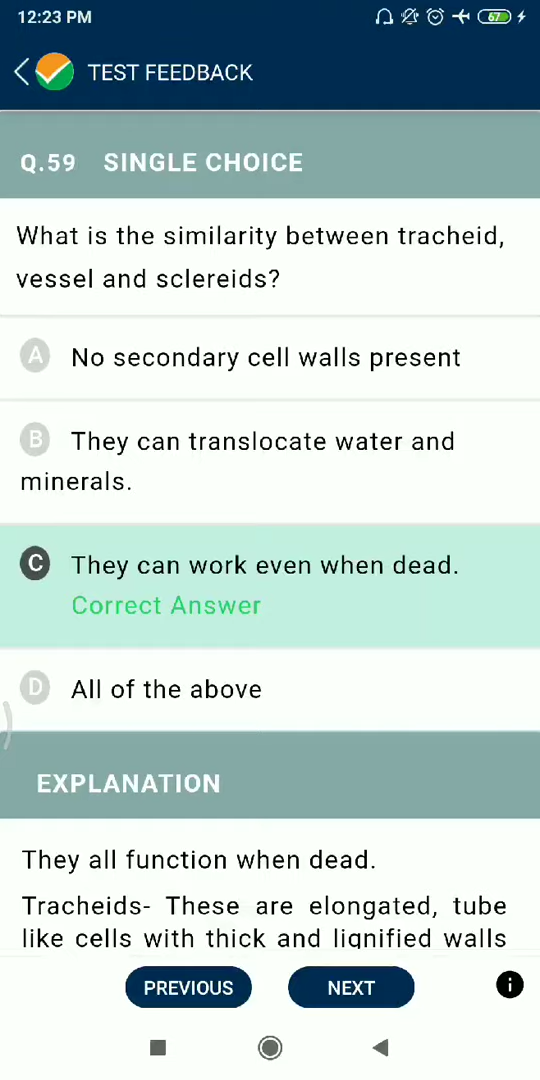 12:23 PM
67
TEST FEEDBACK
Q.59 SINGLE CHOICE
What is the similarity between tracheid,
vessel and sclereids?
A No secondary cell walls present
B They can translocate water and
minerals.
C They can work even when dead.
Correct Answer
D All of the above
EXPLANATION
They all function when dead.
Tracheids- These are elongated, tube
like cells with thick and lignified walls
PREVIOUS
NEXT
i